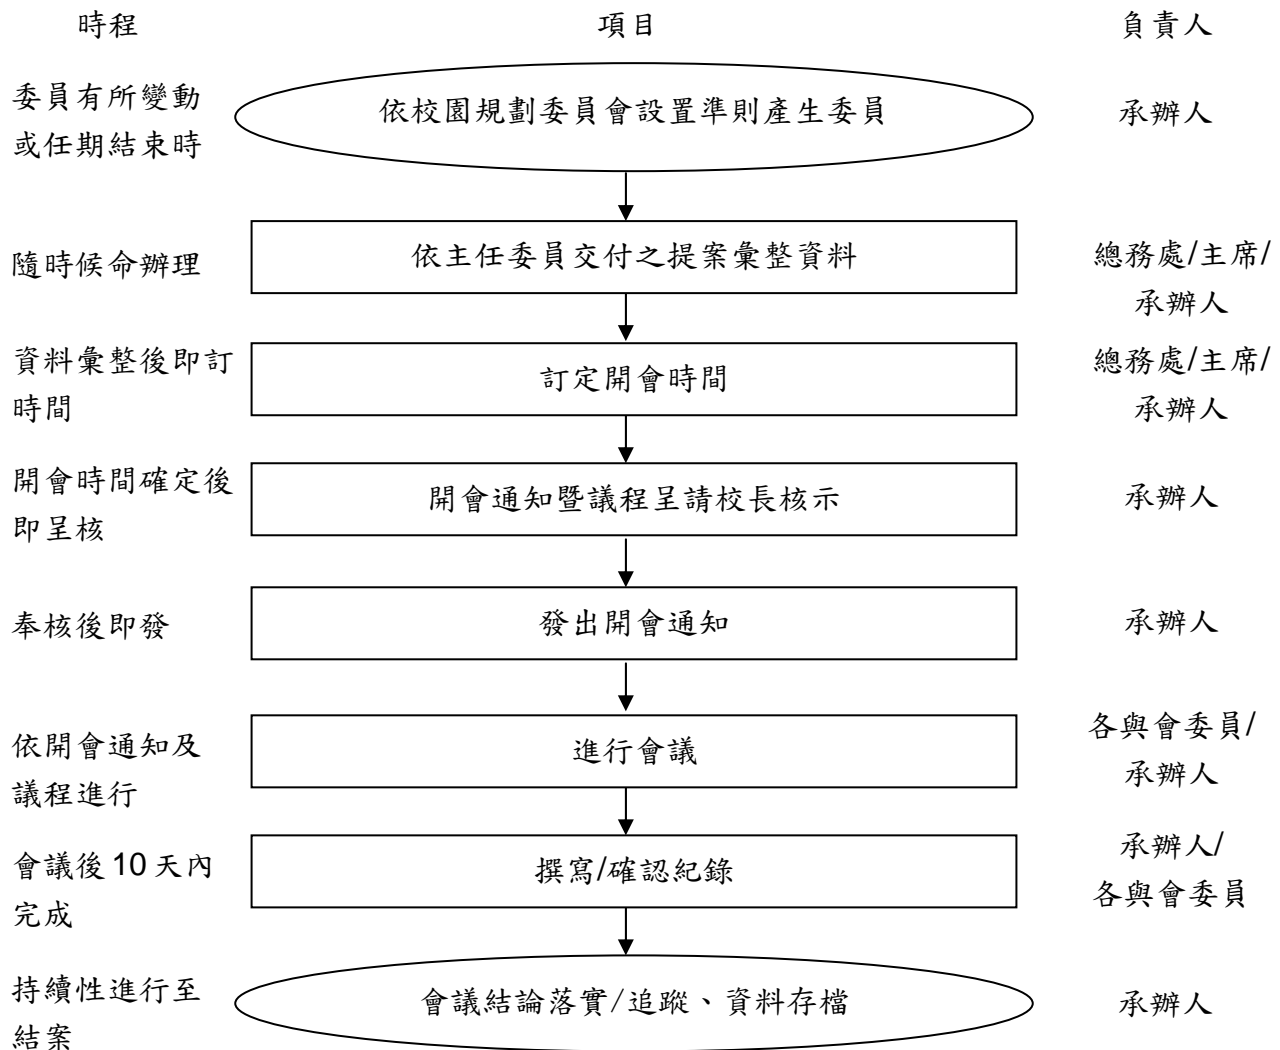 時程
項目
負責人
委員有所變動
或任期結束時
依校園規劃委員會設置準則產生委員
承辦人
隨時候命辦理
依主任委員交付之提案彙整資料
總務處/主席/
承辦人
資料彙整後即訂
時間
訂定開會時間
總務處/主席/
承辦人
開會時間確定後
即呈核
開會通知暨議程呈請校長核示
承辦人
奉核後即發
發出開會通知
承辦人
依開會通知及
議程進行
進行會議
各與會委員/
承辦人
會議後10天內
完成
撰寫/確認紀錄
承辦人/
各與會委員
持續性進行至
結案
會議結論落實/追蹤、資料存檔
承辦人